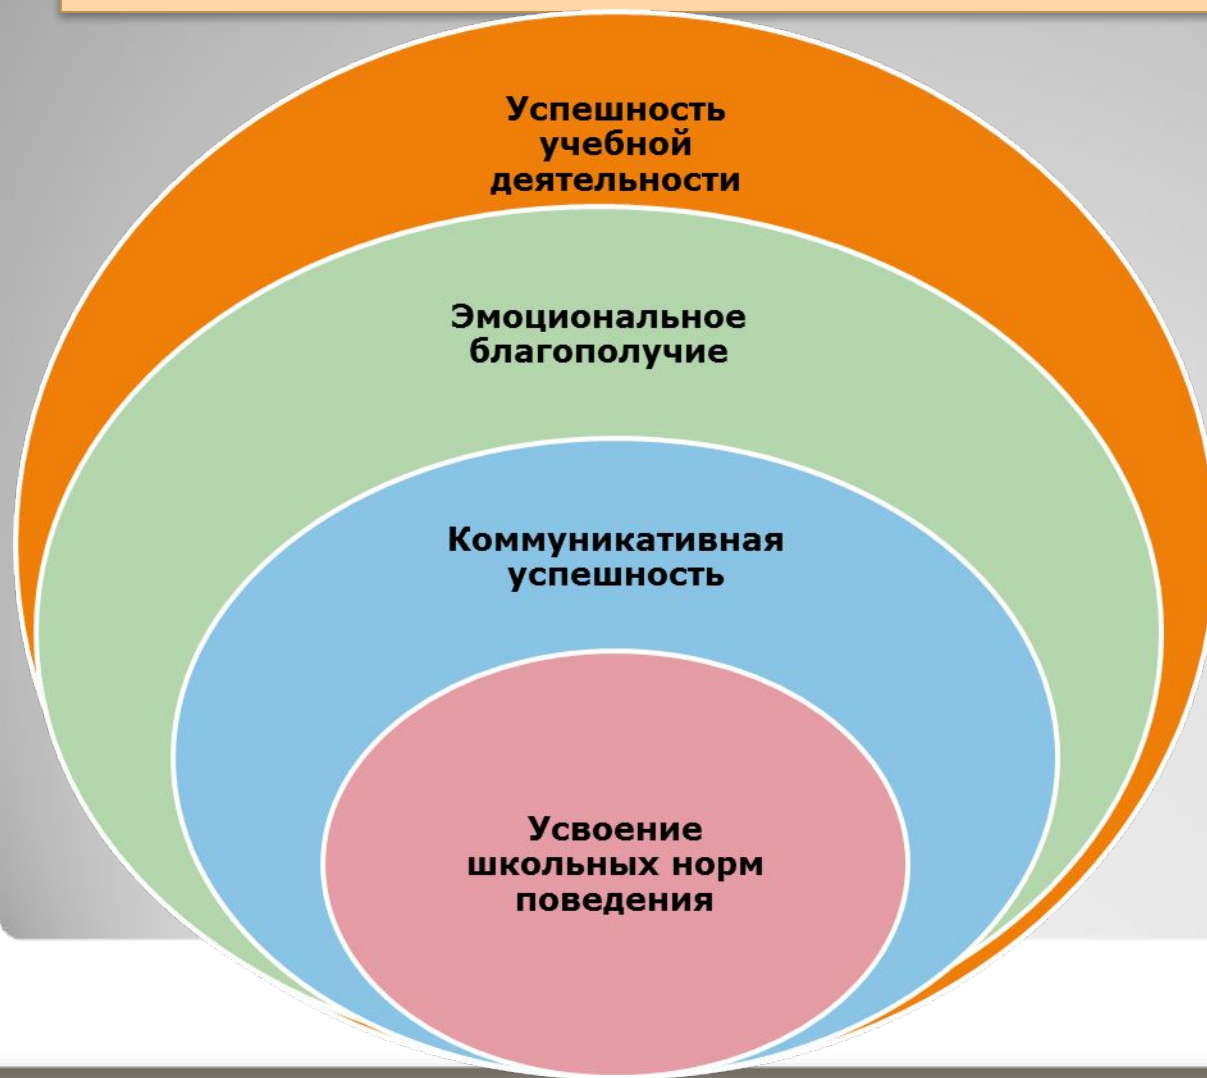 Успешность
учебной
деятельности
Эмоциональное
благополучие
Коммуникативная
успешность
Усвоение
школьных норм
поведения